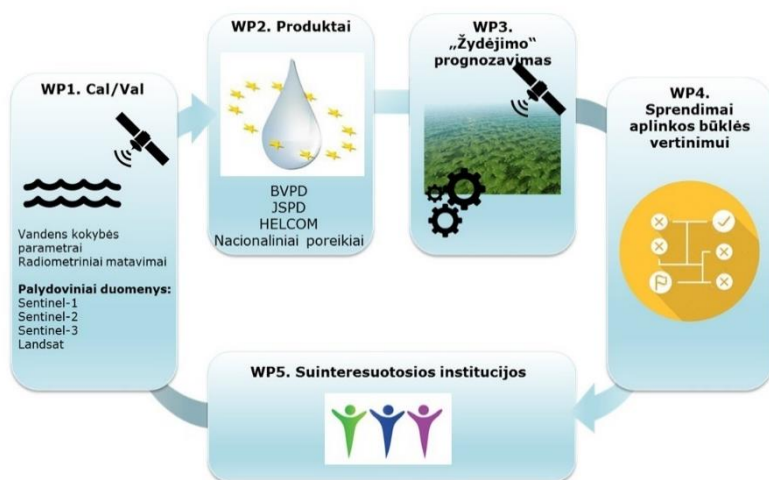 WP1. Cal/Val
Vandens kokybės
parametrai
Radiometriniai matavimai
Palydoviniai duomenys:
Sentinel-1
Sentinel-2
Sentinel-3
Landsat
WP2. Produktai
BVPD
JSPD
HELCOM
Nacionaliniai poreikiai
WP3.
„Žydėjimo“
prognozavimas
WP4.
Sprendimai
aplinkos būklės
vertinimui
WP5. Suinteresuotosios institucijos